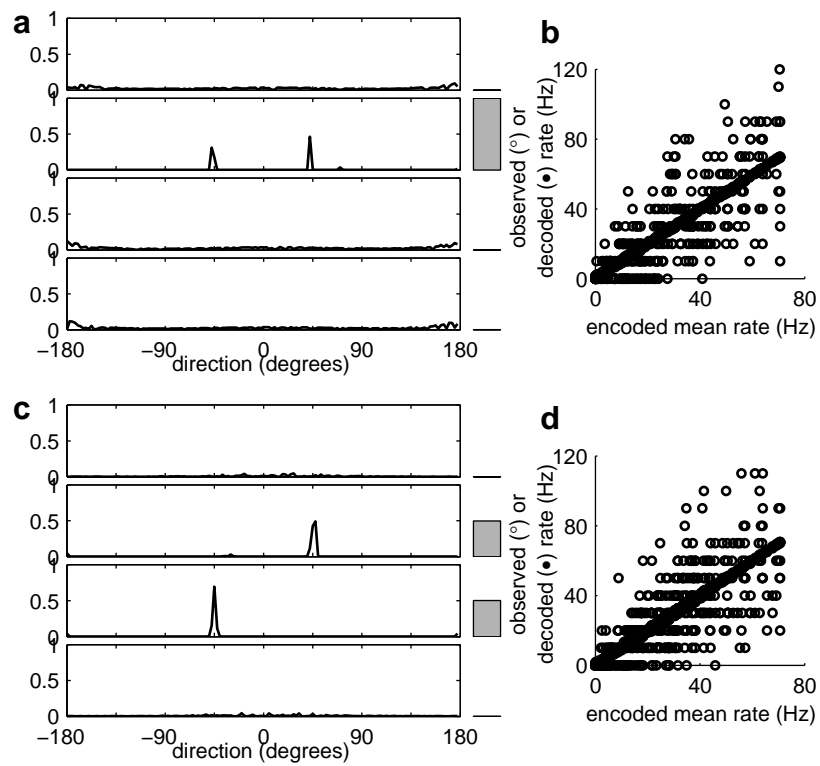 a
1
0.5
0
1
0.5
0
1
0.5
0
1
0.5
0
−180 −90 0 90 180
direction (degrees)
b
observed (°) or
decoded (•) rate (Hz)
120
80
40
0
0 40 80
encoded mean rate (Hz)
c
1
0.5
0
1
0.5
0
1
0.5
0
1
0.5
0
−180 −90 0 90 180
direction (degrees)
d
observed (°) or
decoded (•) rate (Hz)
120
80
40
0
0 40 80
encoded mean rate (Hz)